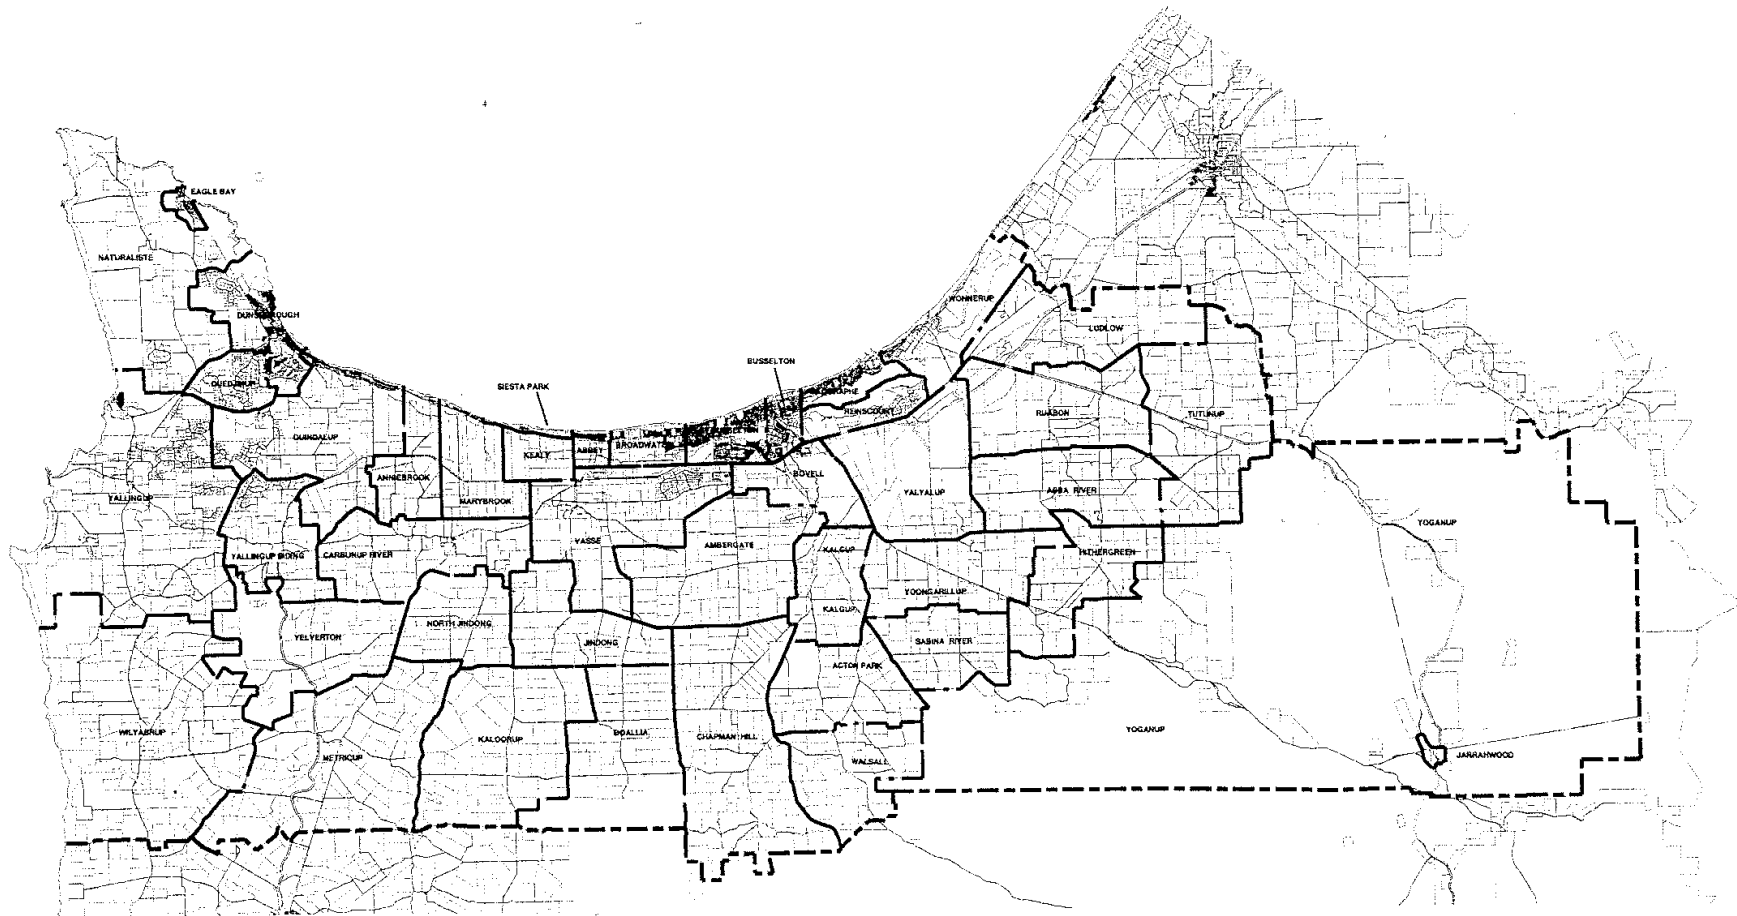 EAGLE BAY
NATURALISTE
WONNERUP
DUNSBOROUGH
LUDLOW
BUSSELTON
QUEDJINUP
SIESTA PARK
REINSCOURT
RUABON
TUTUNUP
QUINDALUP
BROADWATER
KEALY
ABBEY
BOVELL
ANNIEBROOK
MARYBROOK
YALLINGUP
YALYALUP
ABBA RIVER
YOGANUP
VASSE
AMBERGATE
KALGUP
HITHERGREEN
YALLINGUP SIDING
CARBUNUP RIVER
YOONGARILLUP
KALGUP
YELVERTON
NORTH JINDONG
JINDONG
SABINA RIVER
ACTON PARK
WILYABRUP
METRICUP
KALOORUP
BOALLIA
CHAPMAN HILL
YOGANUP
WALSALL
JARRAHWOOD